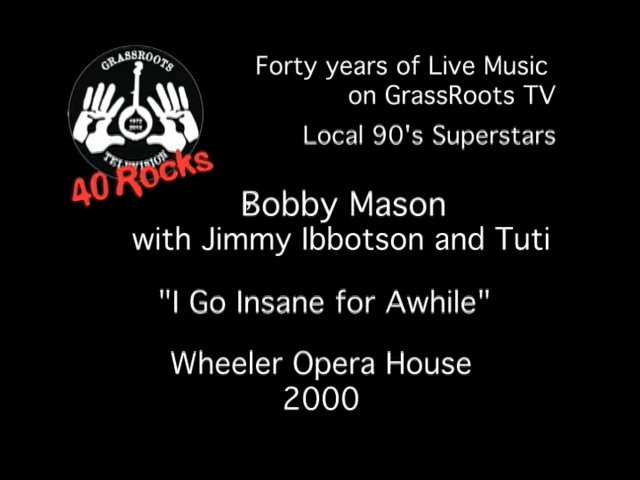 GRASSROOTS
1972
2012
TELEVISION
40 Rocks
Forty years of Live Music
on GrassRoots TV
Local 90's Superstars
Bobby Mason
with Jimmy Ibbotson and Tuti
"I Go Insane for Awhile"
Wheeler Opera House
2000